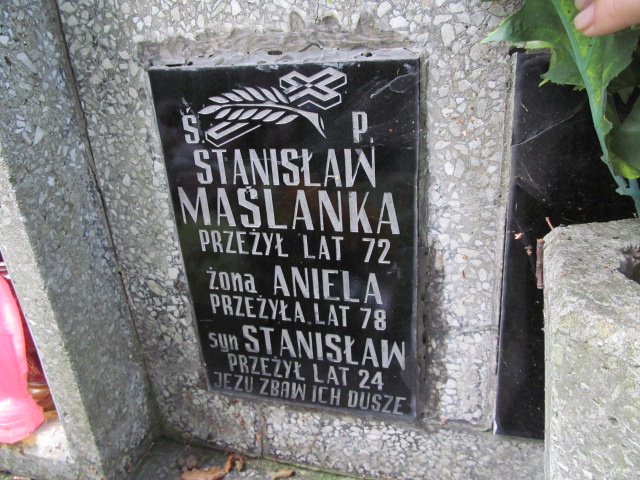 Ś. P.
STANISŁAW
MAŚLANKA
PRZEŻYŁ LAT 72
żona ANIELA
PRZEŻYŁA LAT 78
syn STANISŁAW
PRZEŻYŁ LAT 24
JEZU ZBAW ICH DUSZE